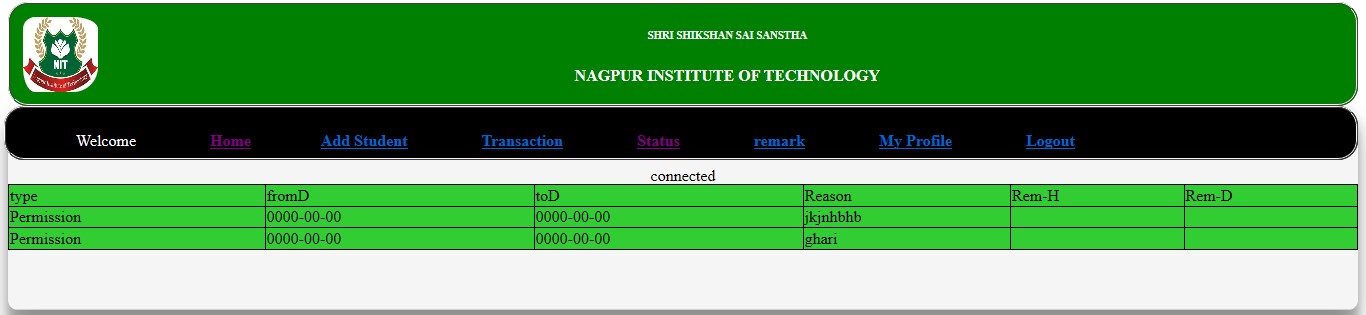 SHRI SHIKSHAN SAI SANSTHA
NIT
NAGPUR INSTITUTE OF TECHNOLOGY
Welcome Home Add Student Transaction Status remark My Profile Logout
connected
type fromD toD Reason Rem-H Rem-D
Permission 0000-00-00 0000-00-00 jkjnhbhb
Permission 0000-00-00 0000-00-00 ghari